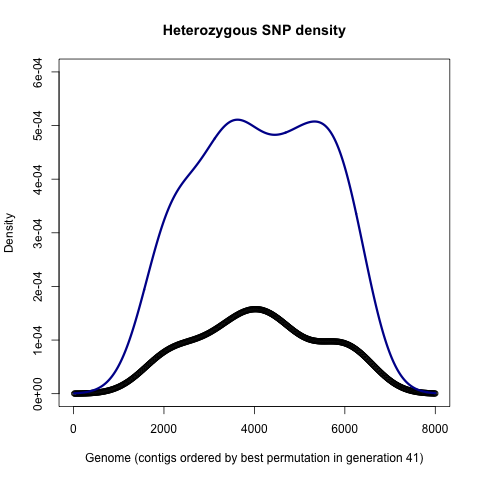 Heterozygous SNP density
6e-04
5e-04
4e-04
3e-04
2e-04
1e-04
0e+00
Density
0 2000 4000 6000 8000
Genome (contigs ordered by best permutation in generation 41)